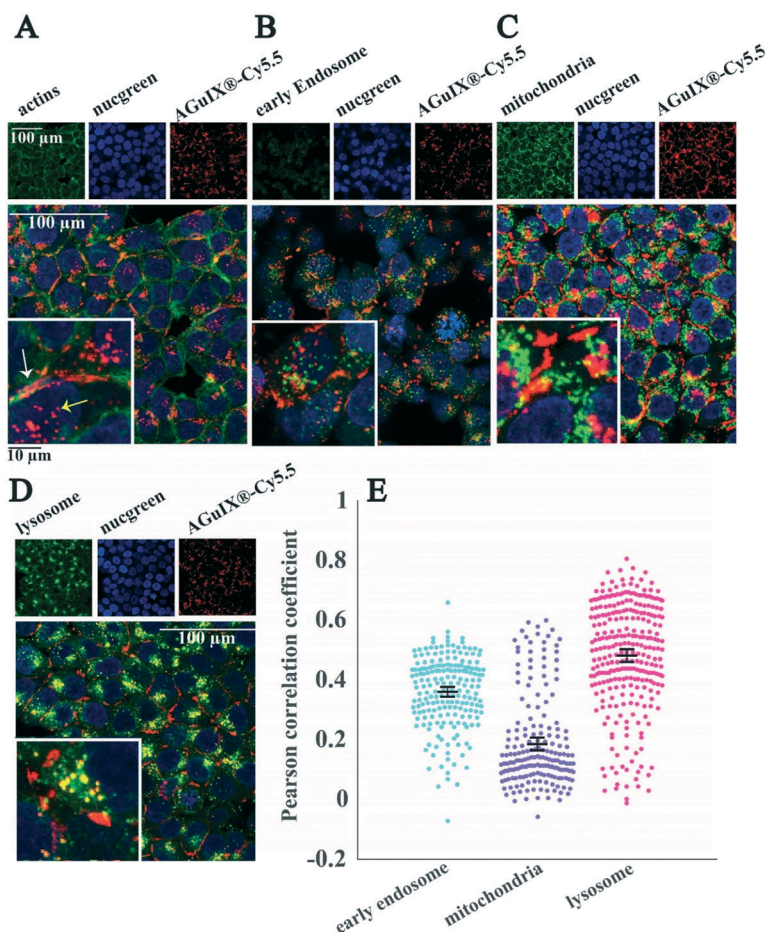 A
actins
nucgreen
AGuIX®-Cy5.5
100 µm
100 µm
10 µm
B
early Endosome
nucgreen
AGuIX®-Cy5.5
C
mitochondria
nucgreen
AGuIX®-Cy5.5
D
lysosome
nucgreen
AGuIX®-Cy5.5
100 µm
E
Pearson correlation coefficient
1
0.8
0.6
0.4
0.2
0
-0.2
early endosome
mitochondria
lysosome